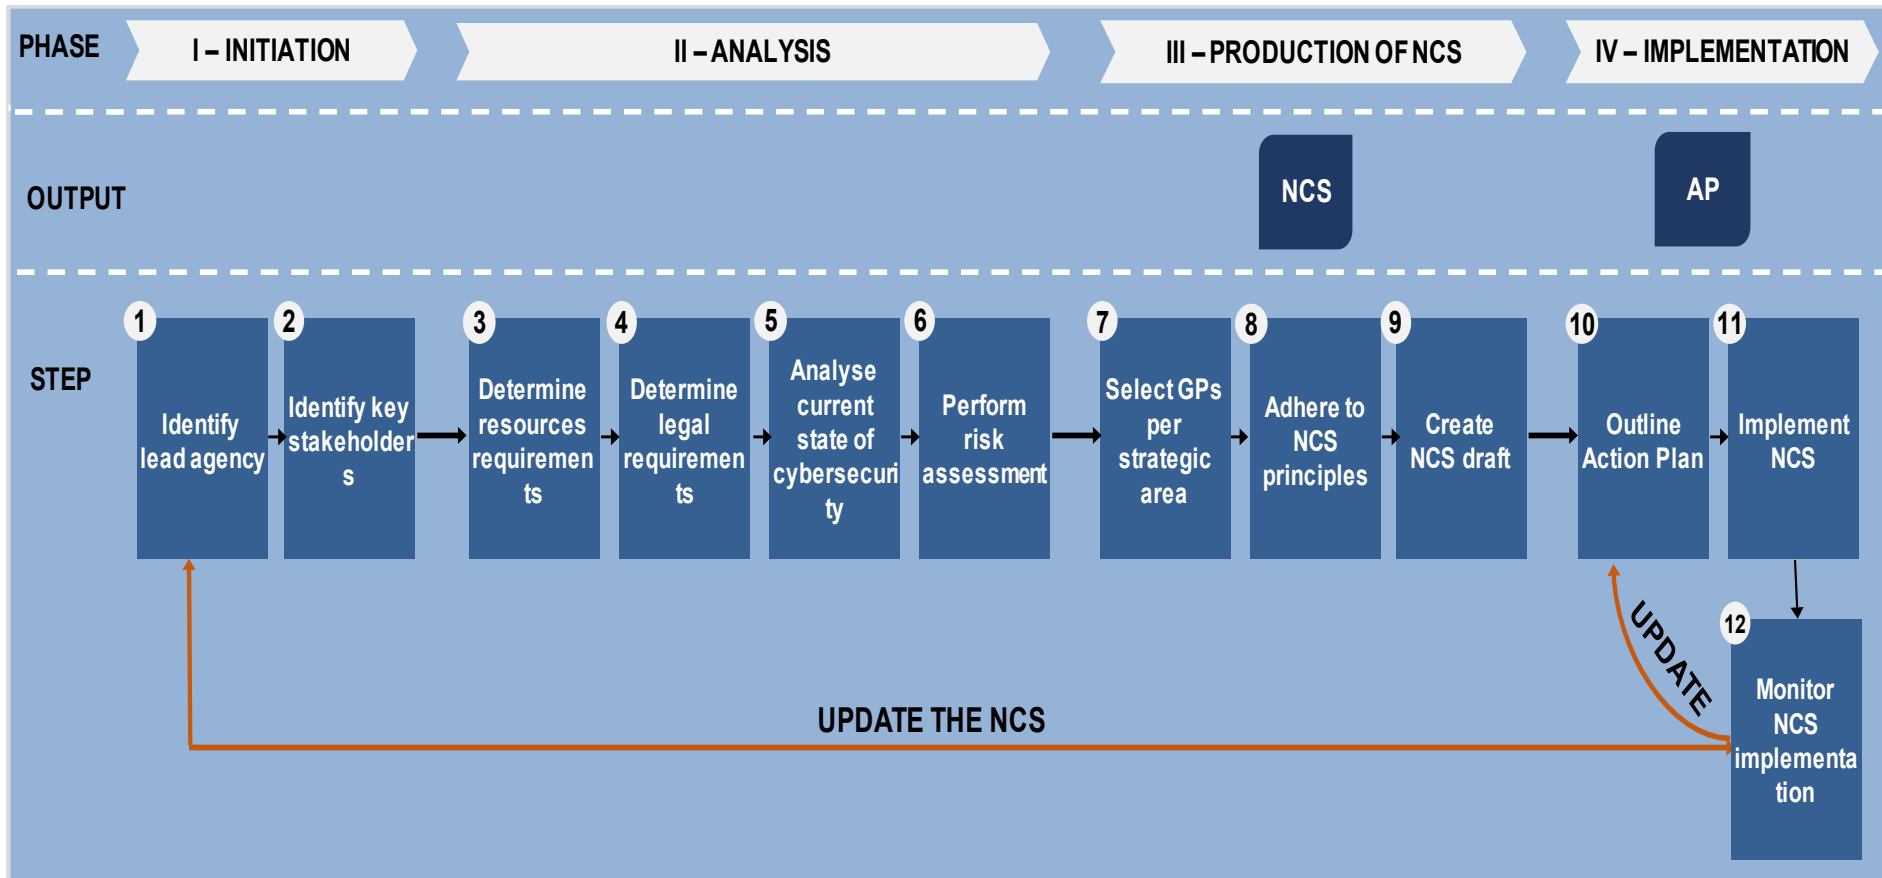 PHASE
I – INITIATION
II – ANALYSIS
III – PRODUCTION OF NCS
IV – IMPLEMENTATION
OUTPUT
NCS
AP
STEP
1
Identify
lead agency
2
Identify key
stakeholder
s
3
Determine
resources
requiremen
ts
4
Determine
legal
requiremen
ts
5
Analyse
current
state of
cybersecuri
ty
6
Perform
risk
assessment
7
Select GPs
per
strategic
area
8
Adhere to
NCS
principles
9
Create
NCS draft
10
Outline
Action Plan
11
Implement
NCS
12
Monitor
NCS
implementa
tion
UPDATE
UPDATE THE NCS